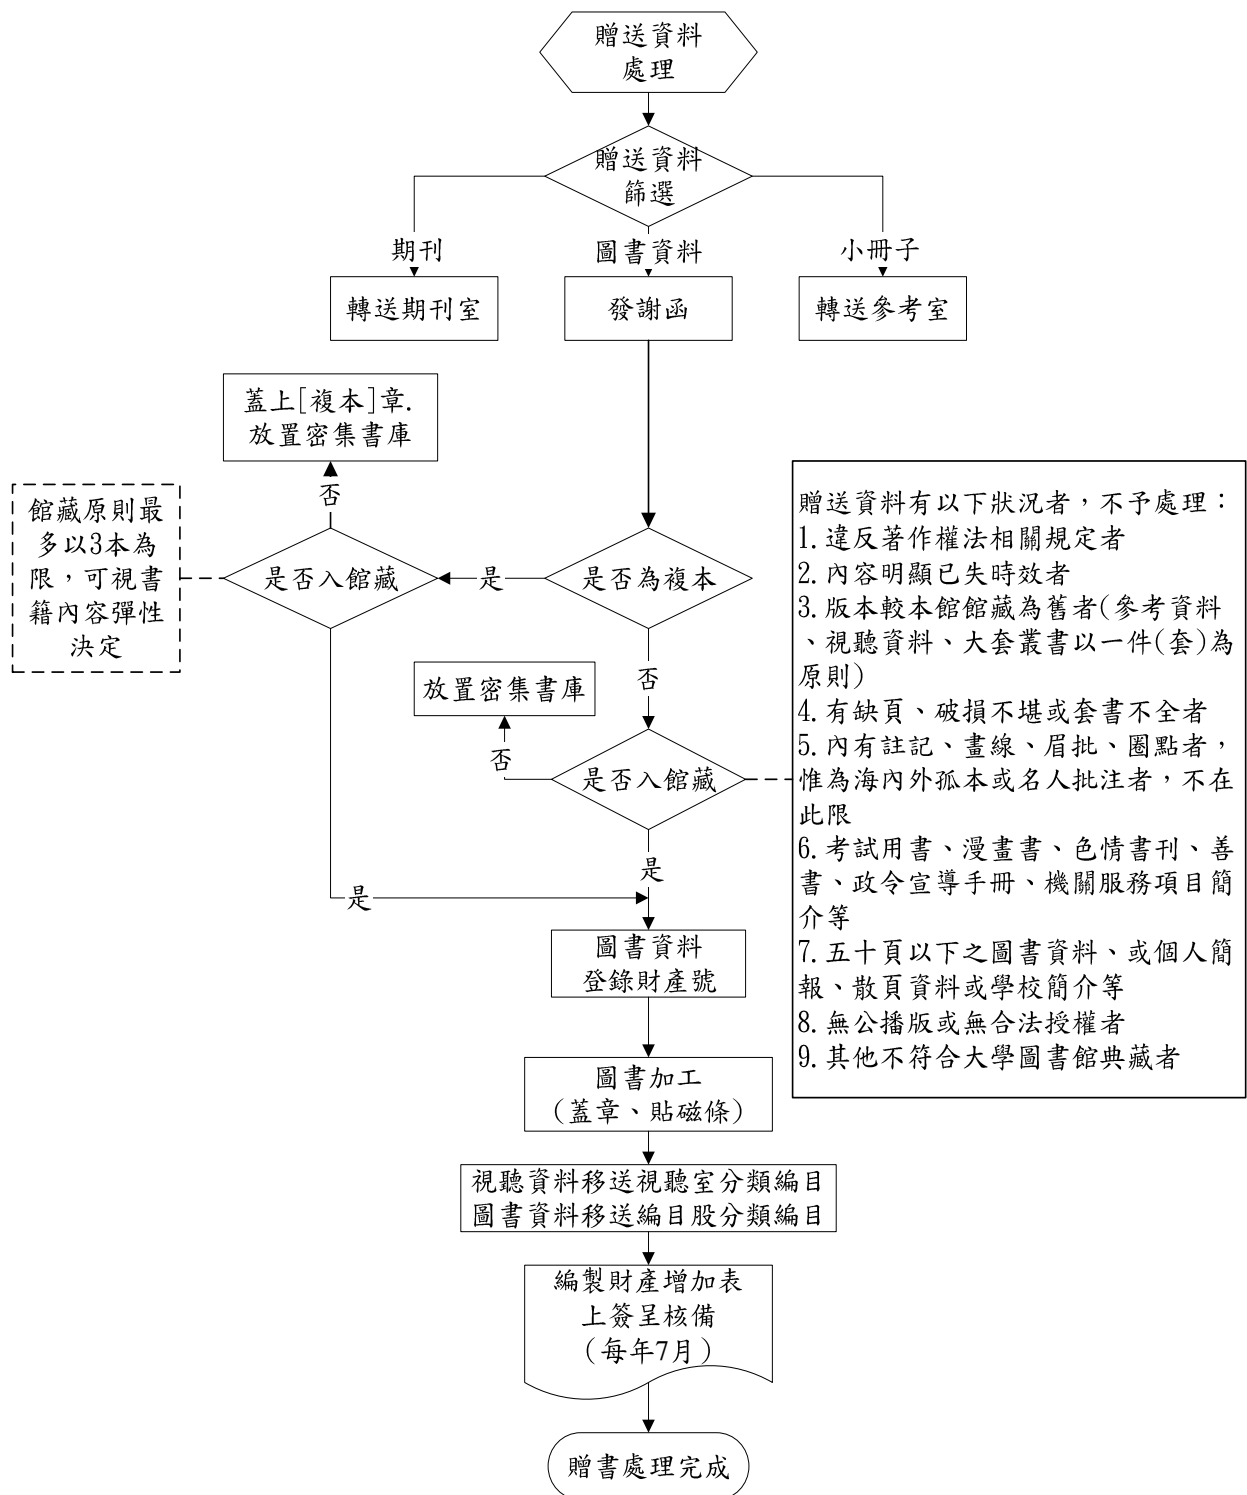 贈送資料
處理
贈送資料
篩選
期刊
圖書資料
小冊子
轉送期刊室
發謝函
轉送參考室
蓋上[複本]章.
放置密集書庫
否
館藏原則最
多以3本為
限，可視書
籍內容彈性
決定
是否入館藏
是
是否為複本
否
放置密集書庫
否
是否入館藏
是
是
贈送資料有以下狀況者，不予處理：
1.違反著作權法相關規定者
2.內容明顯已失時效者
3.版本較本館館藏為舊者(參考資料
、視聽資料、大套叢書以一件(套)為
原則)
4.有缺頁、破損不堪或套書不全者
5.內有註記、畫線、眉批、圈點者，
惟為海內外孤本或名人批注者，不在
此限
6.考試用書、漫畫書、色情書刊、善
書、政令宣導手冊、機關服務項目簡
介等
7.五十頁以下之圖書資料、或個人簡
報、散頁資料或學校簡介等
8.無公播版或無合法授權者
9.其他不符合大學圖書館典藏者
圖書資料
登錄財產號
圖書加工
（蓋章、貼磁條）
視聽資料移送視聽室分類編目
圖書資料移送編目股分類編目
編製財產增加表
上簽呈核備
（每年7月）
贈書處理完成